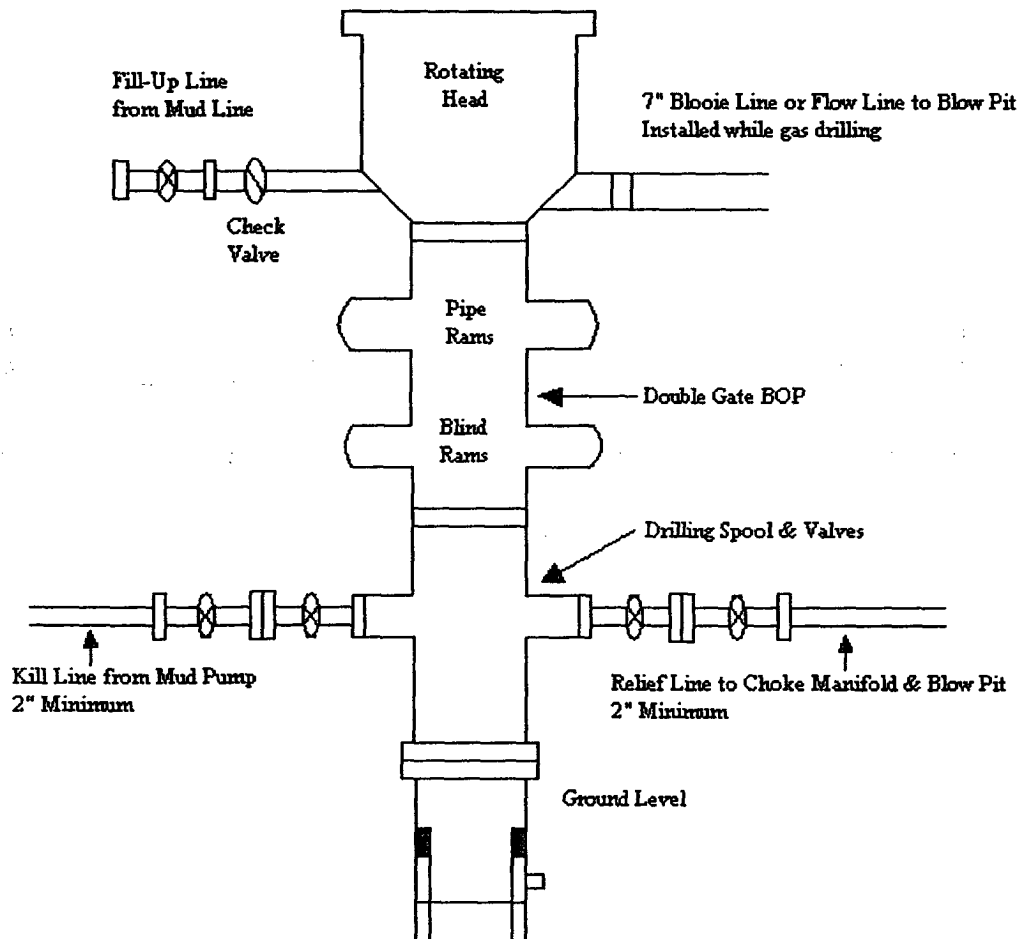 Rotating
Head
Fill-Up Line
from Mud Line
7" Blooie Line or Flow Line to Blow Pit
Installed while gas drilling
Check
Valve
Pipe
Rams
Double Gate BOP
Blind
Rams
Drilling Spool & Valves
Kill Line from Mud Pump
2" Minimum
Relief Line to Choke Manifold & Blow Pit
2" Minimum
Ground Level